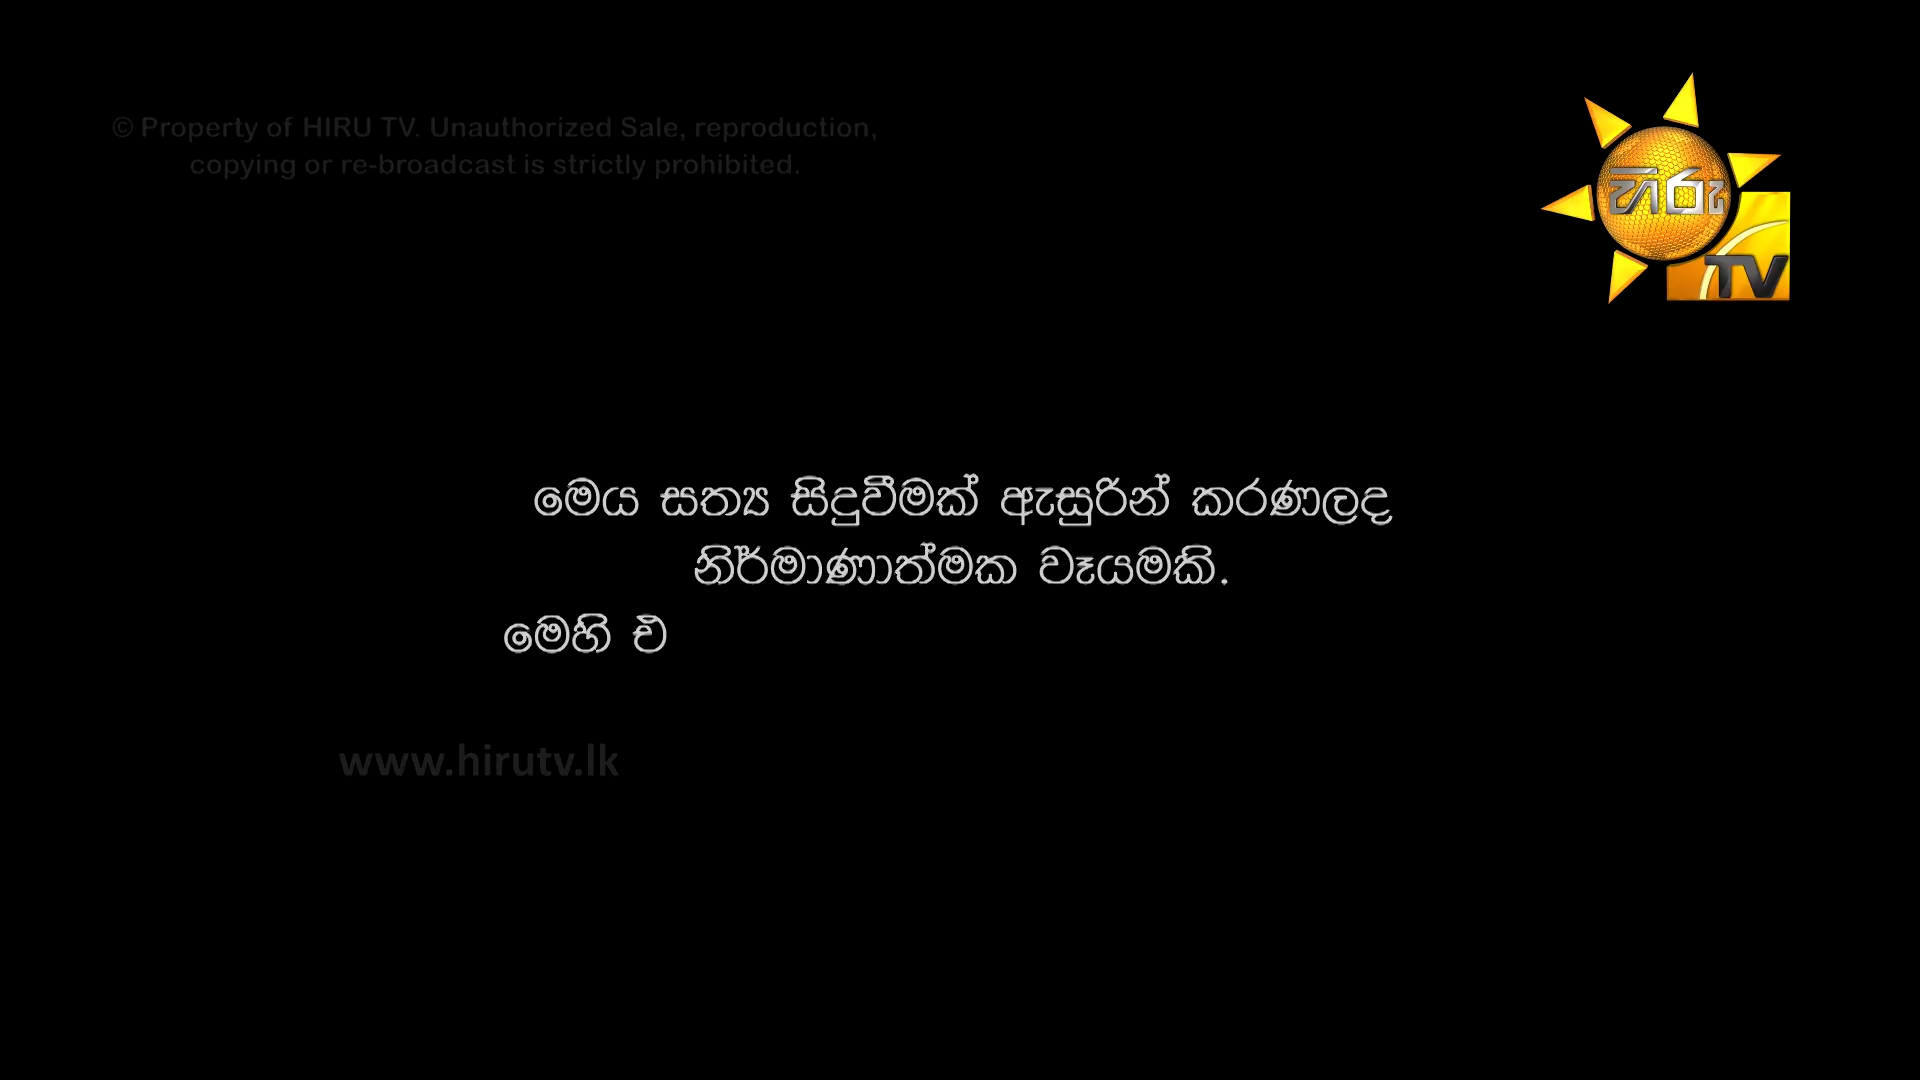 © Property of HIRU TV. Unauthorized Sale, reproduction,
copying or re-broadcast is strictly prohibited.
හිරු
TV
මෙය සත්‍ය සිදුවීමක් ඇසුරින් කරණලද
නිර්මාණාත්මක වෑයමකි.
මෙහි එ
www.hirutv.lk